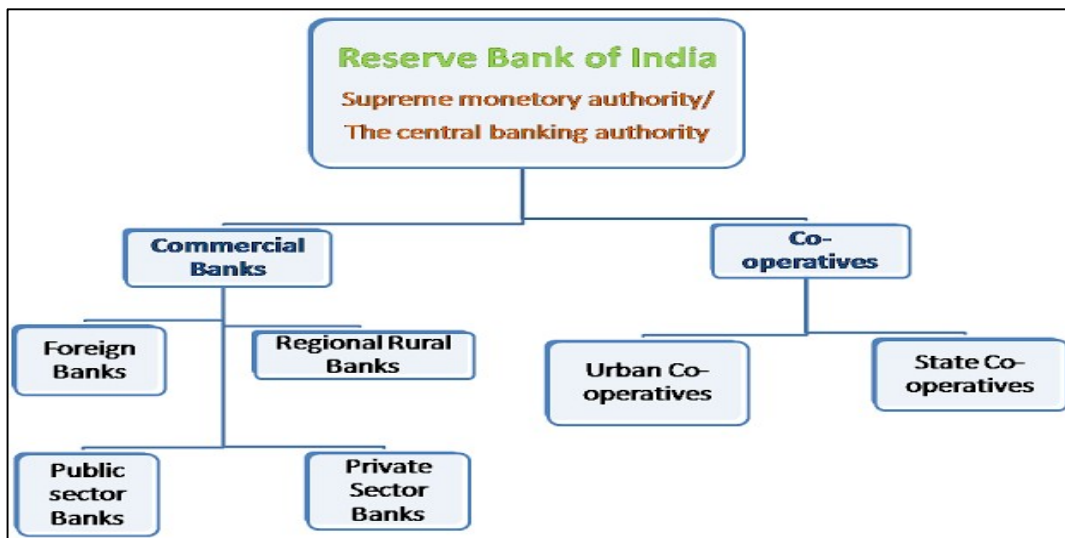 Reserve Bank of India
Supreme monetory authority/
The central banking authority
Commercial
Banks
Co-
operatives
Foreign
Banks
Regional Rural
Banks
Urban Co-
operatives
State Co-
operatives
Public
sector
Banks
Private
Sector
Banks